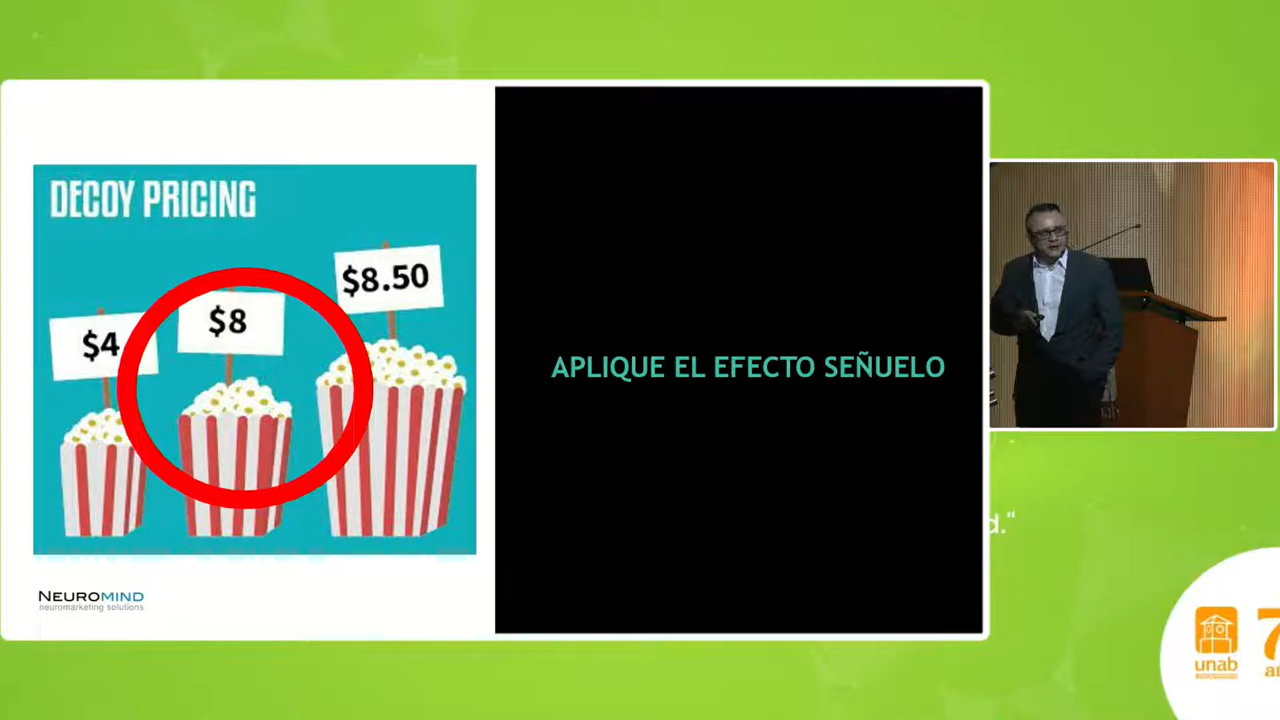 DECOY PRICING
$4
$8
$8.50
APLIQUE EL EFECTO SEÑUELO
NEUROMIND
neuromarketing solutions
unab